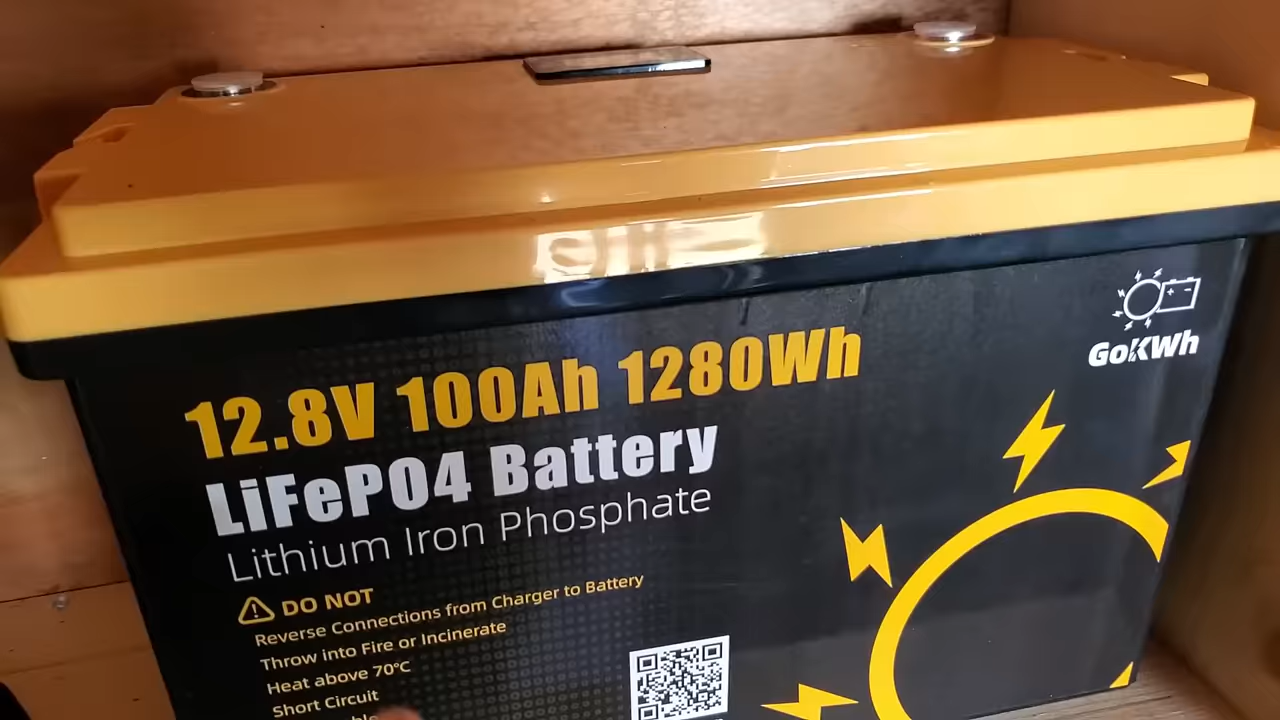 12.8V 100Ah 1280Wh
LiFePO4 Battery
Lithium Iron Phosphate
DO NOT
Reverse Connections from Charger to Battery
Throw into Fire or Incinerate
Heat above 70°C
Short Circuit
GoKWh